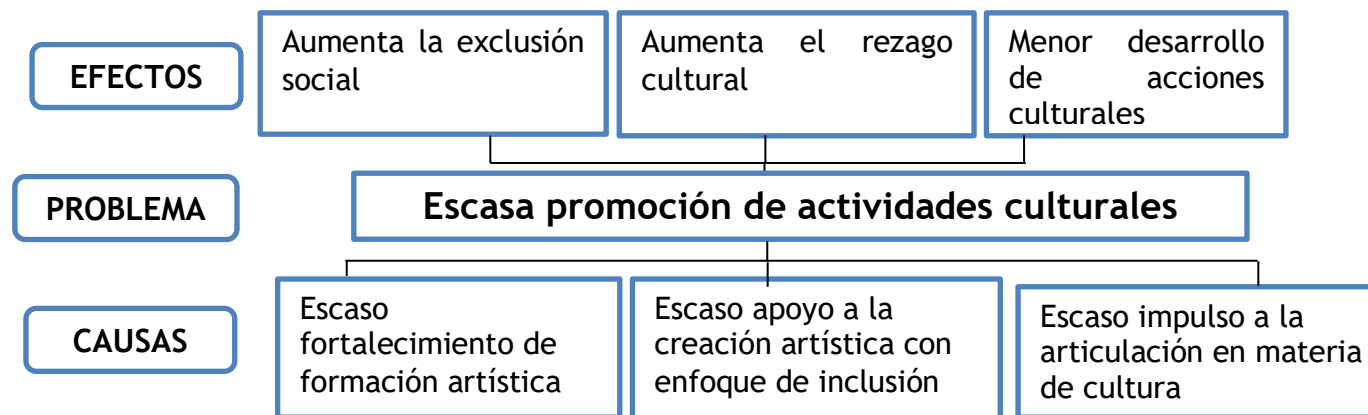 EFECTOS
Aumenta la exclusión
social
Aumenta el rezago
cultural
Menor desarrollo
de acciones
culturales
PROBLEMA
Escasa promoción de actividades culturales
CAUSAS
Escaso
fortalecimiento de
formación artística
Escaso apoyo a la
creación artística con
enfoque de inclusión
Escaso impulso a la
articulación en materia
de cultura